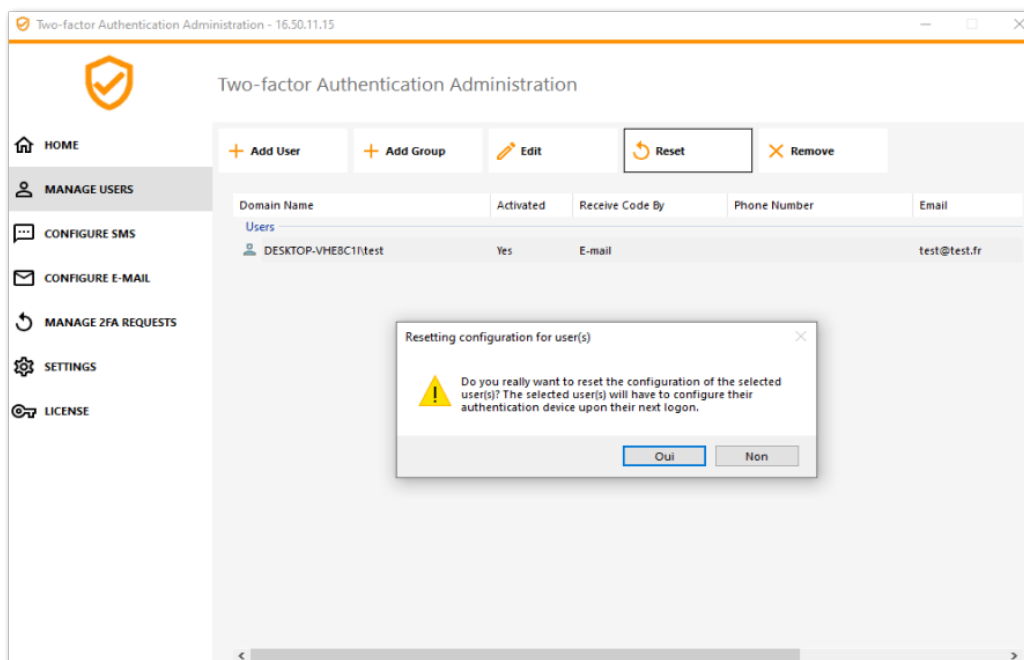 Two-factor Authentication Administration - 16.50.11.15
Two-factor Authentication Administration
HOME
MANAGE USERS
CONFIGURE SMS
CONFIGURE E-MAIL
MANAGE 2FA REQUESTS
SETTINGS
LICENSE
Add User
Add Group
Edit
Reset
Remove
Domain Name
Activated
Receive Code By
Phone Number
Email
Users
DESKTOP-VHE8C1I\test
Yes
E-mail
test@test.fr
Resetting configuration for user(s)
Do you really want to reset the configuration of the selected
user(s)? The selected user(s) will have to configure their
authentication device upon their next logon.
Oui
Non